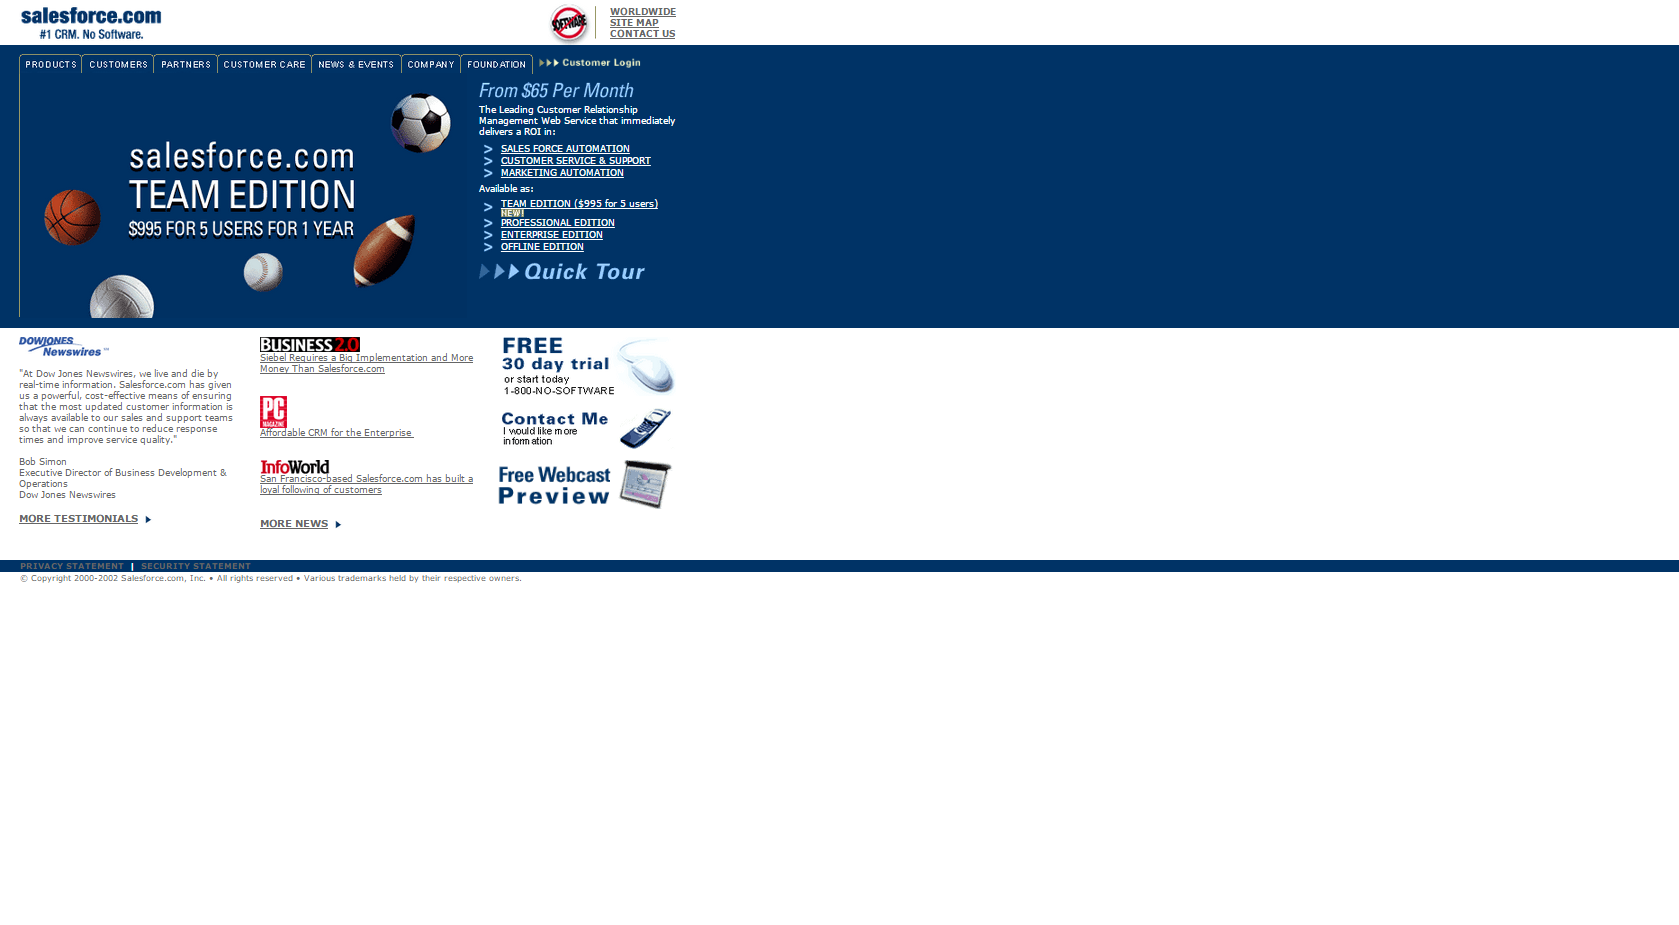 salesforce.com
#1 CRM. No Software.
SOFTWARE
WORLDWIDE
SITE MAP
CONTACT US
PRODUCTS
CUSTOMERS
PARTNERS
CUSTOMER CARE
NEWS & EVENTS
COMPANY
FOUNDATION
Customer Login
salesforce.com
TEAM EDITION
$995 FOR 5 USERS FOR 1 YEAR
From $65 Per Month
The Leading Customer Relationship
Management Web Service that immediately
delivers a ROI in:
SALES FORCE AUTOMATION
CUSTOMER SERVICE & SUPPORT
MARKETING AUTOMATION
Available as:
TEAM EDITION ($995 for 5 users)
NEW!
PROFESSIONAL EDITION
ENTERPRISE EDITION
OFFLINE EDITION
Quick Tour
DOWJONES
Newswires
"At Dow Jones Newswires, we live and die by
real-time information. Salesforce.com has given
us a powerful, cost-effective means of ensuring
that the most updated customer information is
always available to our sales and support teams
so that we can continue to reduce response
times and improve service quality."
Bob Simon
Executive Director of Business Development &
Operations
Dow Jones Newswires
MORE TESTIMONIALS
BUSINESS 2.0
Siebel Requires a Big Implementation and More
Money Than Salesforce.com
PC
MAGAZINE
Affordable CRM for the Enterprise
InfoWorld
San Francisco-based Salesforce.com has built a
loyal following of customers
MORE NEWS
FREE
30 day trial
or start today
1-800-NO-SOFTWARE
Contact Me
I would like more
information
Free Webcast
Preview
PRIVACY STATEMENT | SECURITY STATEMENT
© Copyright 2000-2002 Salesforce.com, Inc. • All rights reserved • Various trademarks held by their respective owners.